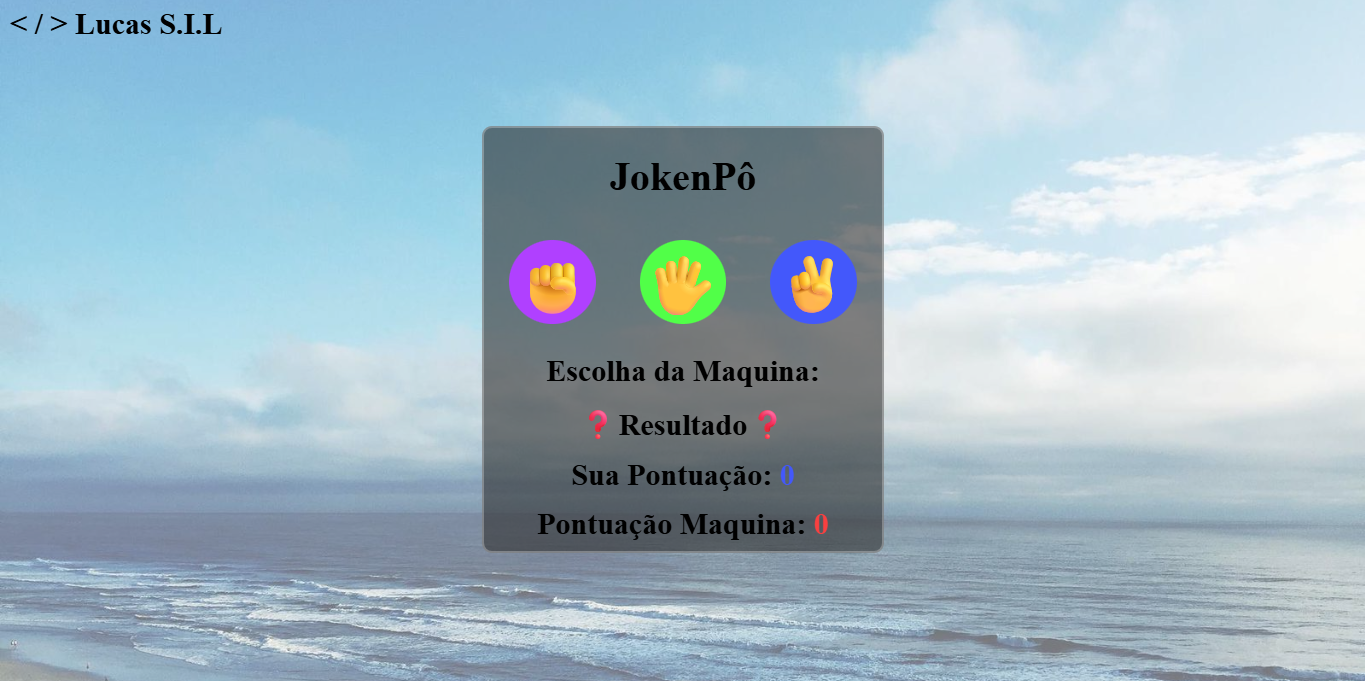 < / > Lucas S.I.L
JokenPô
Escolha da Maquina:
❓ Resultado ❓
Sua Pontuação: 0
Pontuação Maquina: 0